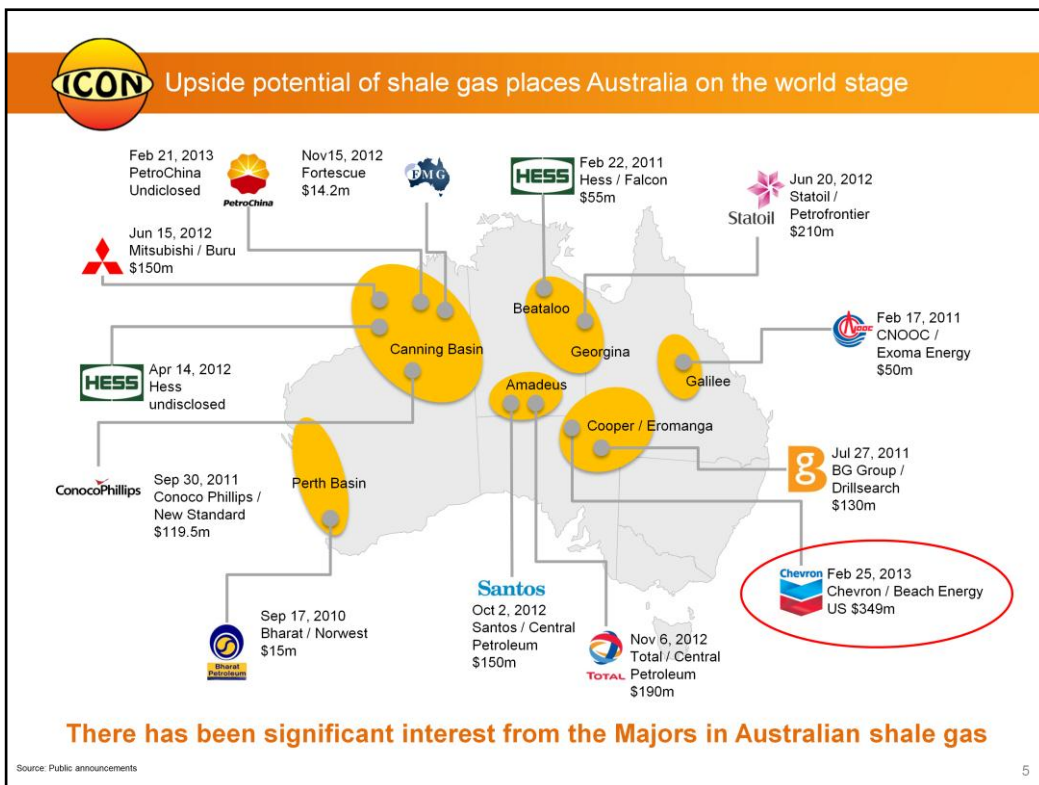 ICON
Upside potential of shale gas places Australia on the world stage
Feb 21, 2013
PetroChina
Undiclosed
PetroChina
Nov15, 2012
Fortescue
$14.2m
FMG
HESS
Feb 22, 2011
Hess / Falcon
$55m
Statoil
Jun 20, 2012
Statoil /
Petrofrontier
$210m
Jun 15, 2012
Mitsubishi / Buru
$150m
Beataloo
Georgina
Canning Basin
Galilee
CNOOC
Feb 17, 2011
CNOOC /
Exoma Energy
$50m
HESS
Apr 14, 2012
Hess
undisclosed
Amadeus
Cooper / Eromanga
ConocoPhillips
Sep 30, 2011
Conoco Phillips /
New Standard
$119.5m
Perth Basin
g
Jul 27, 2011
BG Group /
Drillsearch
$130m
Chevron
Feb 25, 2013
Chevron / Beach Energy
US $349m
Bharat
Petroleum
Sep 17, 2010
Bharat / Norwest
$15m
Santos
Oct 2, 2012
Santos / Central
Petroleum
$150m
TOTAL
Nov 6, 2012
Total / Central
Petroleum
$190m
There has been significant interest from the Majors in Australian shale gas
Source: Public announcements
5